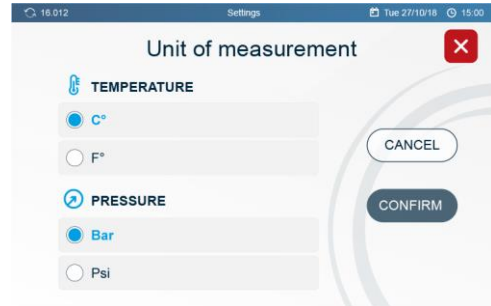 16.012 Settings Tue 27/10/18 15:00
Unit of measurement
TEMPERATURE
C°
F°
CANCEL
PRESSURE
CONFIRM
Bar
Psi